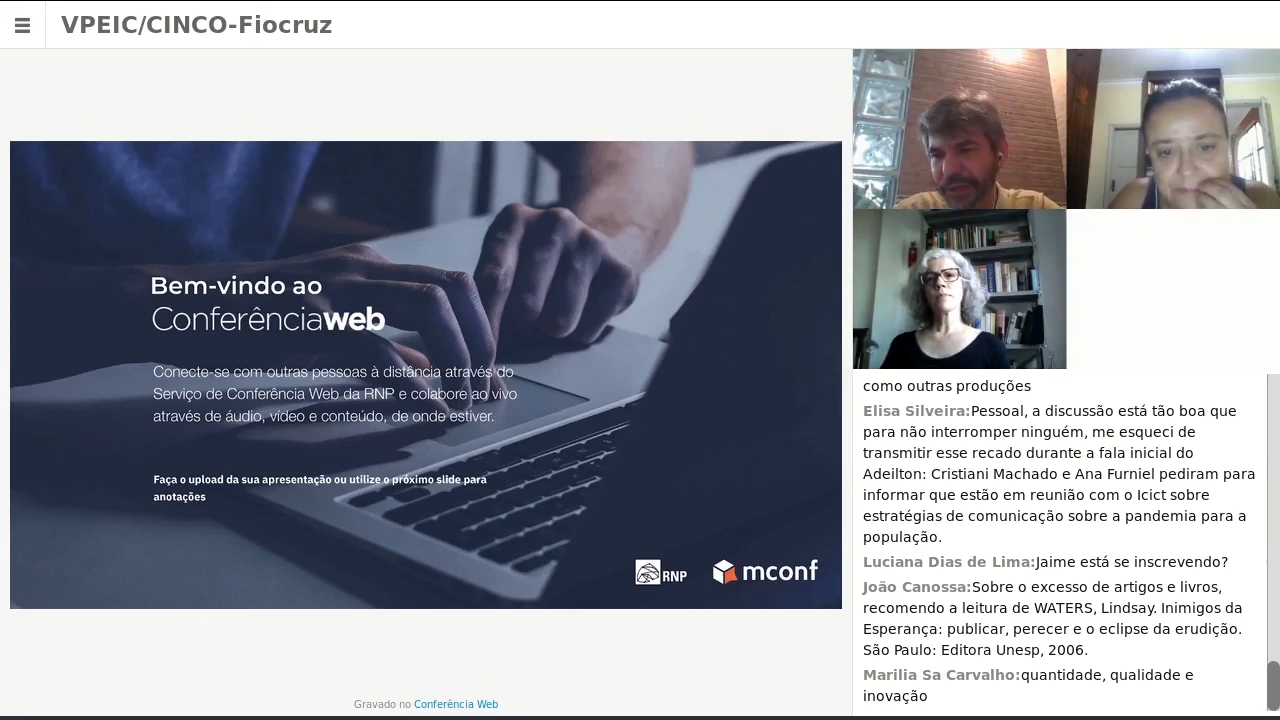 VPEIC/CINCO-Fiocruz
Bem-vindo ao
Conferênciaweb
Conecte-se com outras pessoas à distância através do
Serviço de Conferência Web da RNP e colabore ao vivo
através de áudio, vídeo e conteúdo, de onde estiver.
Faça o upload da sua apresentação ou utilize o próximo slide para
anotações
RNP
mconf
Gravado no Conferência Web
como outras produções
Elisa Silveira:Pessoal, a discussão está tão boa que
para não interromper ninguém, me esqueci de
transmitir esse recado durante a fala inicial do
Adeilton: Cristiani Machado e Ana Furniel pediram para
informar que estão em reunião com o Icict sobre
estratégias de comunicação sobre a pandemia para a
população.
Luciana Dias de Lima:Jaime está se inscrevendo?
João Canossa:Sobre o excesso de artigos e livros,
recomendo a leitura de WATERS, Lindsay. Inimigos da
Esperança: publicar, perecer e o eclipse da erudição.
São Paulo: Editora Unesp, 2006.
Marilia Sa Carvalho:quantidade, qualidade e
inovação